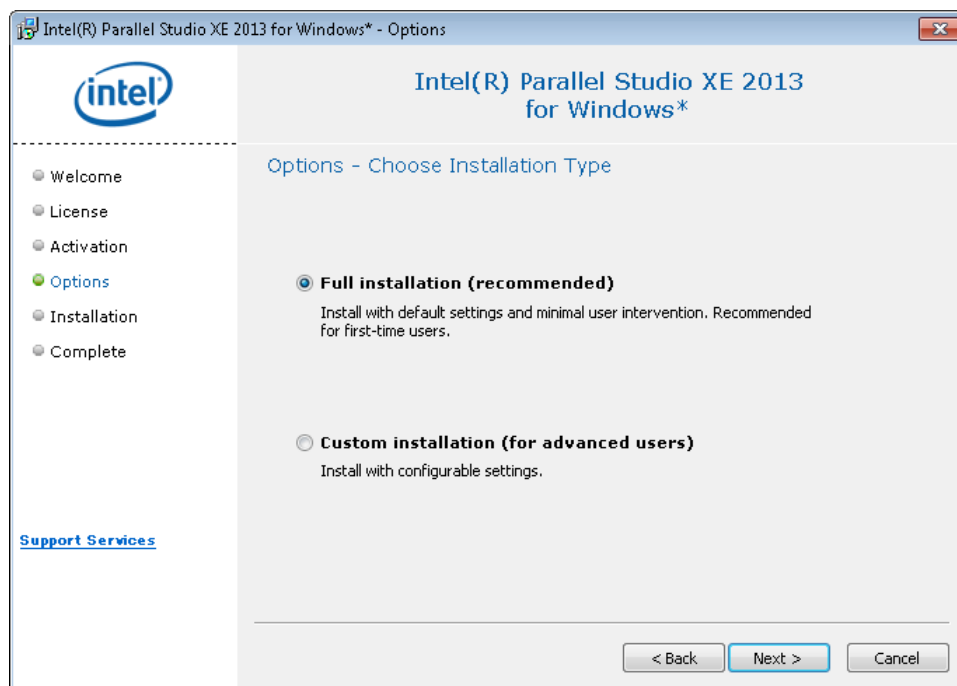 Intel(R) Parallel Studio XE 2013 for Windows* - Options
intel
Intel(R) Parallel Studio XE 2013
for Windows*
Welcome
License
Activation
Options
Installation
Complete
Support Services
Options - Choose Installation Type
Full installation (recommended)
Install with default settings and minimal user intervention. Recommended
for first-time users.
Custom installation (for advanced users)
Install with configurable settings.
< Back
Next >
Cancel